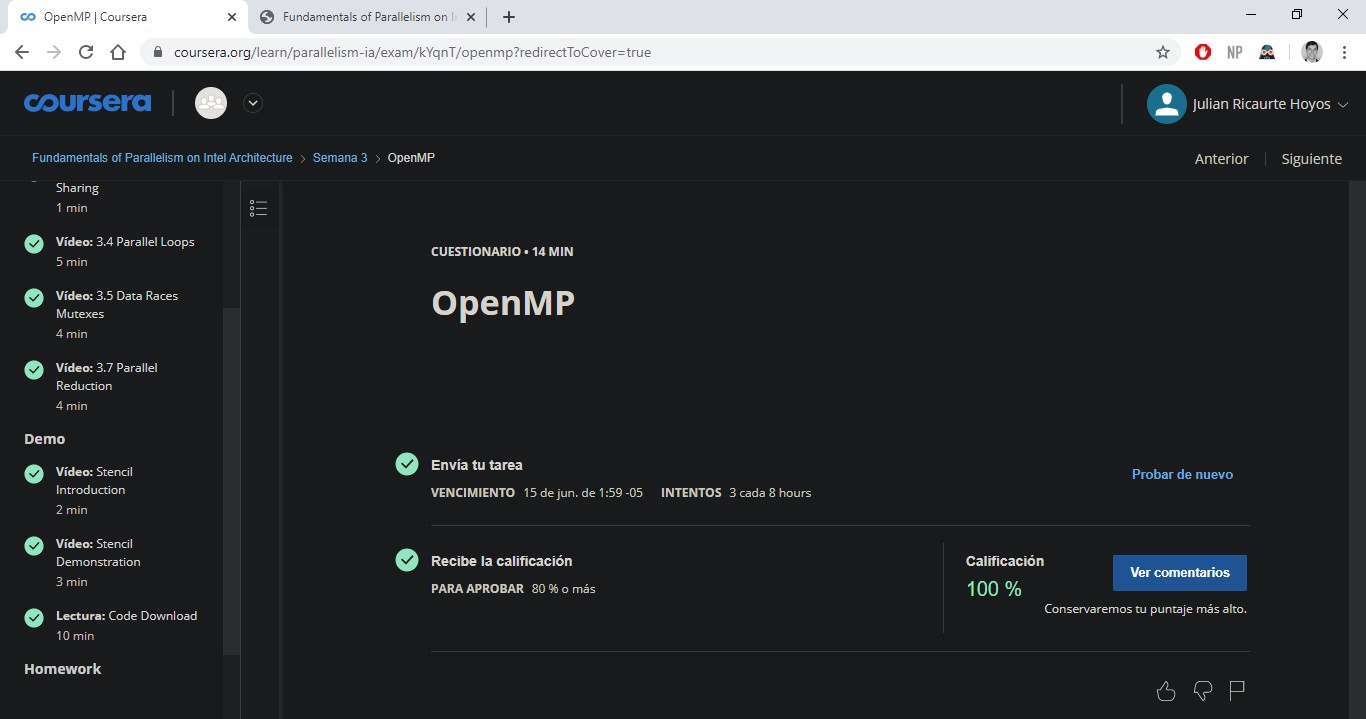 OpenMP | Coursera
Fundamentals of Parallelism on I
coursera.org/learn/parallelism-ia/exam/kYqnT/openmp?redirectToCover=true
NP
coursera
Julian Ricaurte Hoyos
Fundamentals of Parallelism on Intel Architecture > Semana 3 > OpenMP
Anterior
Siguiente
Sharing
1 min
Vídeo: 3.4 Parallel Loops
5 min
Vídeo: 3.5 Data Races
Mutexes
4 min
Vídeo: 3.7 Parallel
Reduction
4 min
Demo
Vídeo: Stencil
Introduction
2 min
Vídeo: Stencil
Demonstration
3 min
Lectura: Code Download
10 min
Homework
CUESTIONARIO • 14 MIN
OpenMP
Envía tu tarea
VENCIMIENTO 15 de jun. de 1:59 -05 INTENTOS 3 cada 8 hours
Probar de nuevo
Recibe la calificación
PARA APROBAR 80 % o más
Calificación
100 %
Ver comentarios
Conservaremos tu puntaje más alto.